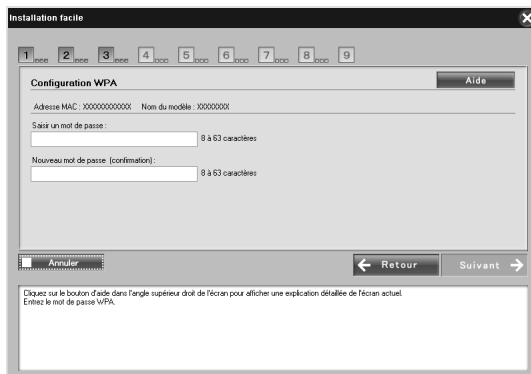 Installation facile
1 2 3 4 5 6 7 8 9
Configuration WPA
Aide
Adresse MAC : XXXXXXXXXXXX Nom du modèle : XXXXXXXX
Saisir un mot de passe :
8 à 63 caractères
Nouveau mot de passe (confirmation) :
8 à 63 caractères
Annuler
Retour
Suivant
Cliquez sur le bouton d'aide dans l'angle supérieur droit de l'écran pour afficher une explication détaillée de l'écran actuel.
Entrez le mot de passe WPA.